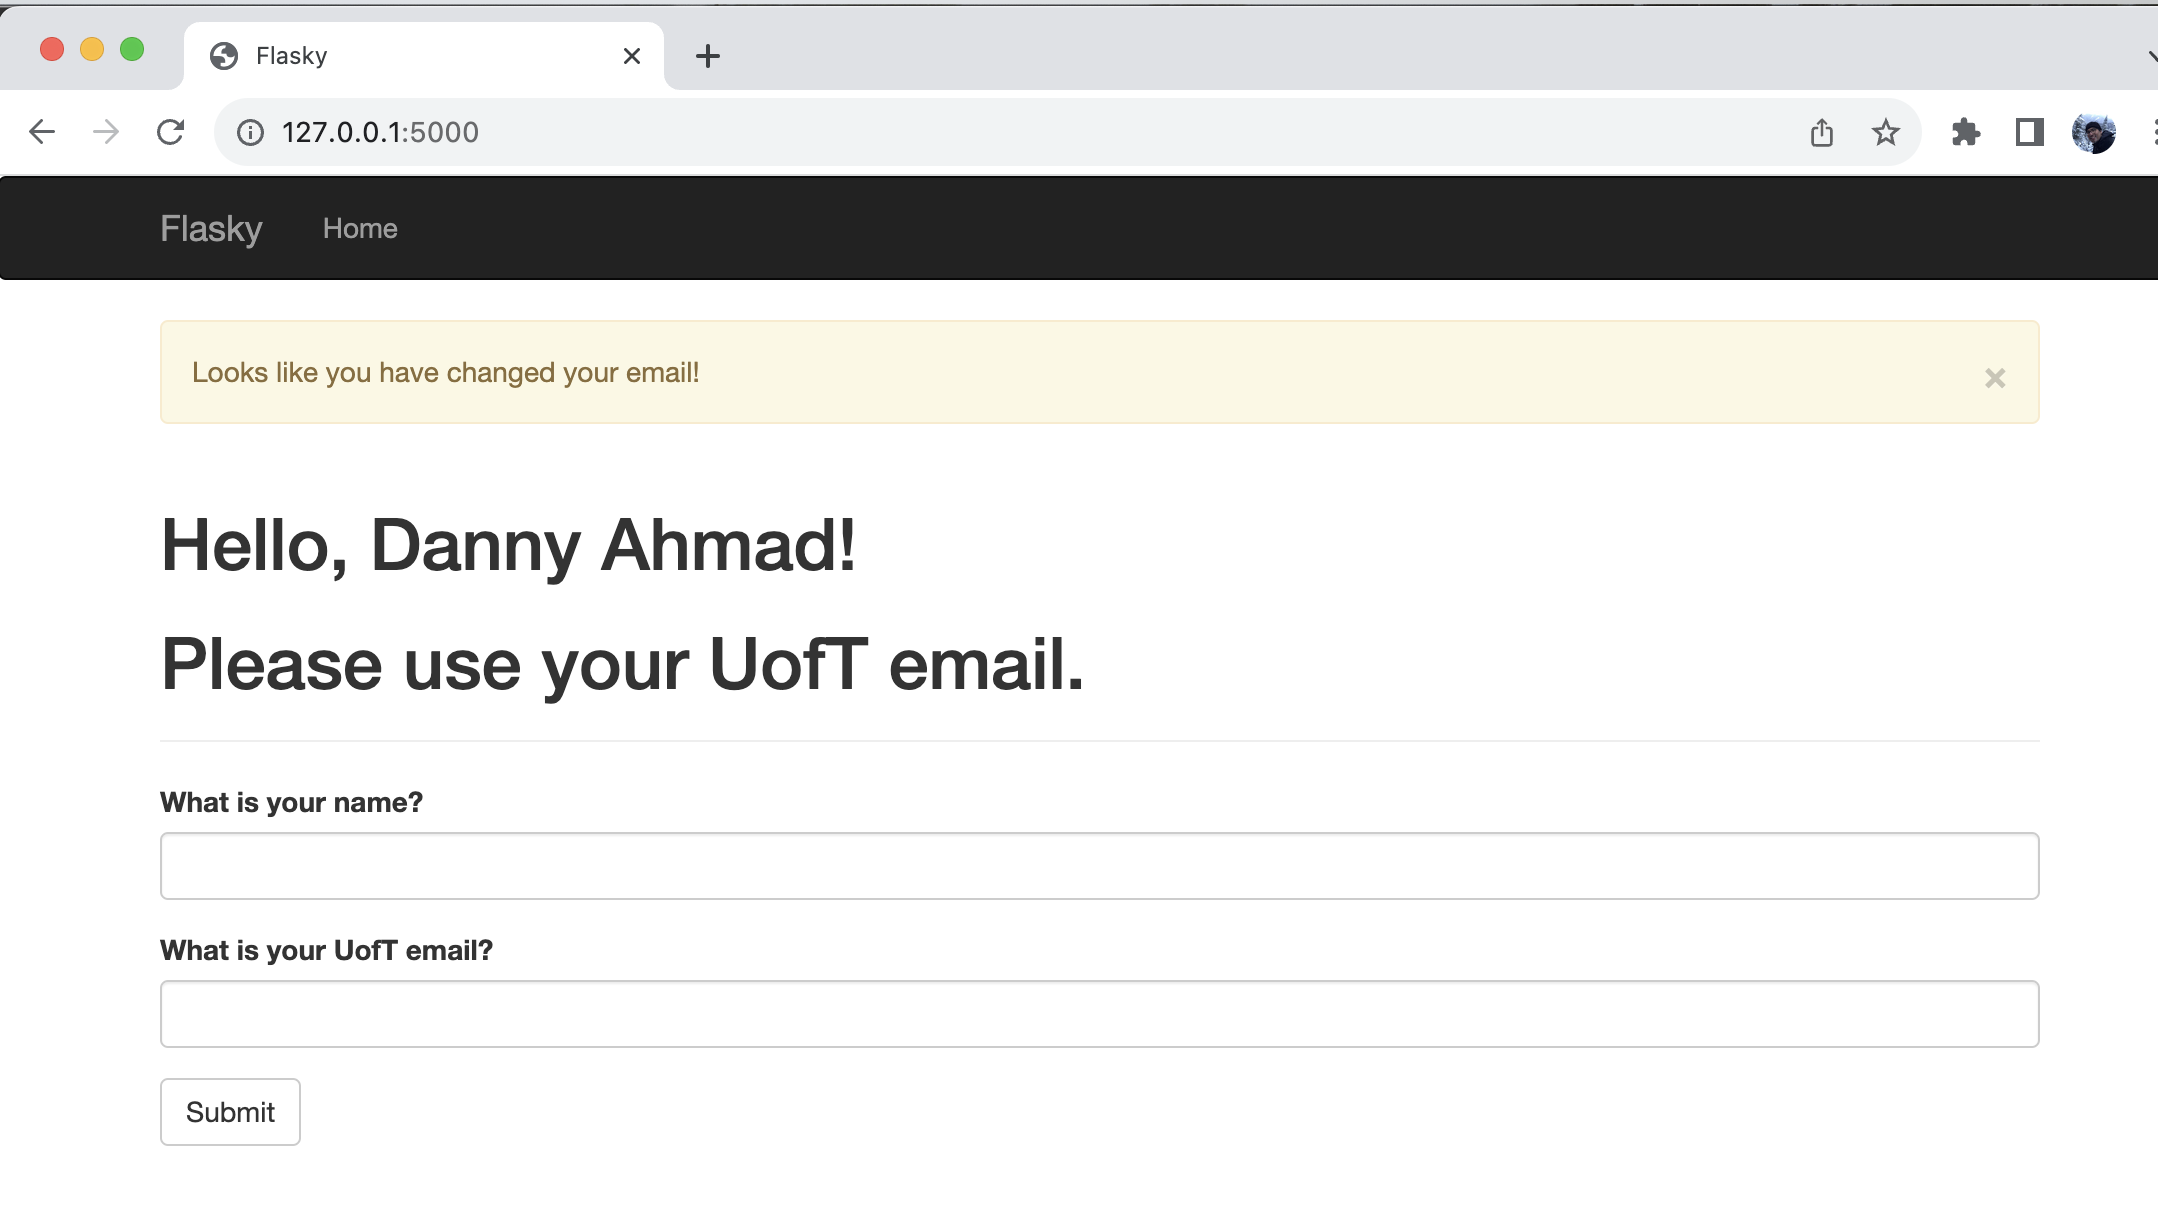 Flasky
127.0.0.1:5000
Flasky Home
Looks like you have changed your email!
Hello, Danny Ahmad!
Please use your UofT email.
What is your name?
What is your UofT email?
Submit